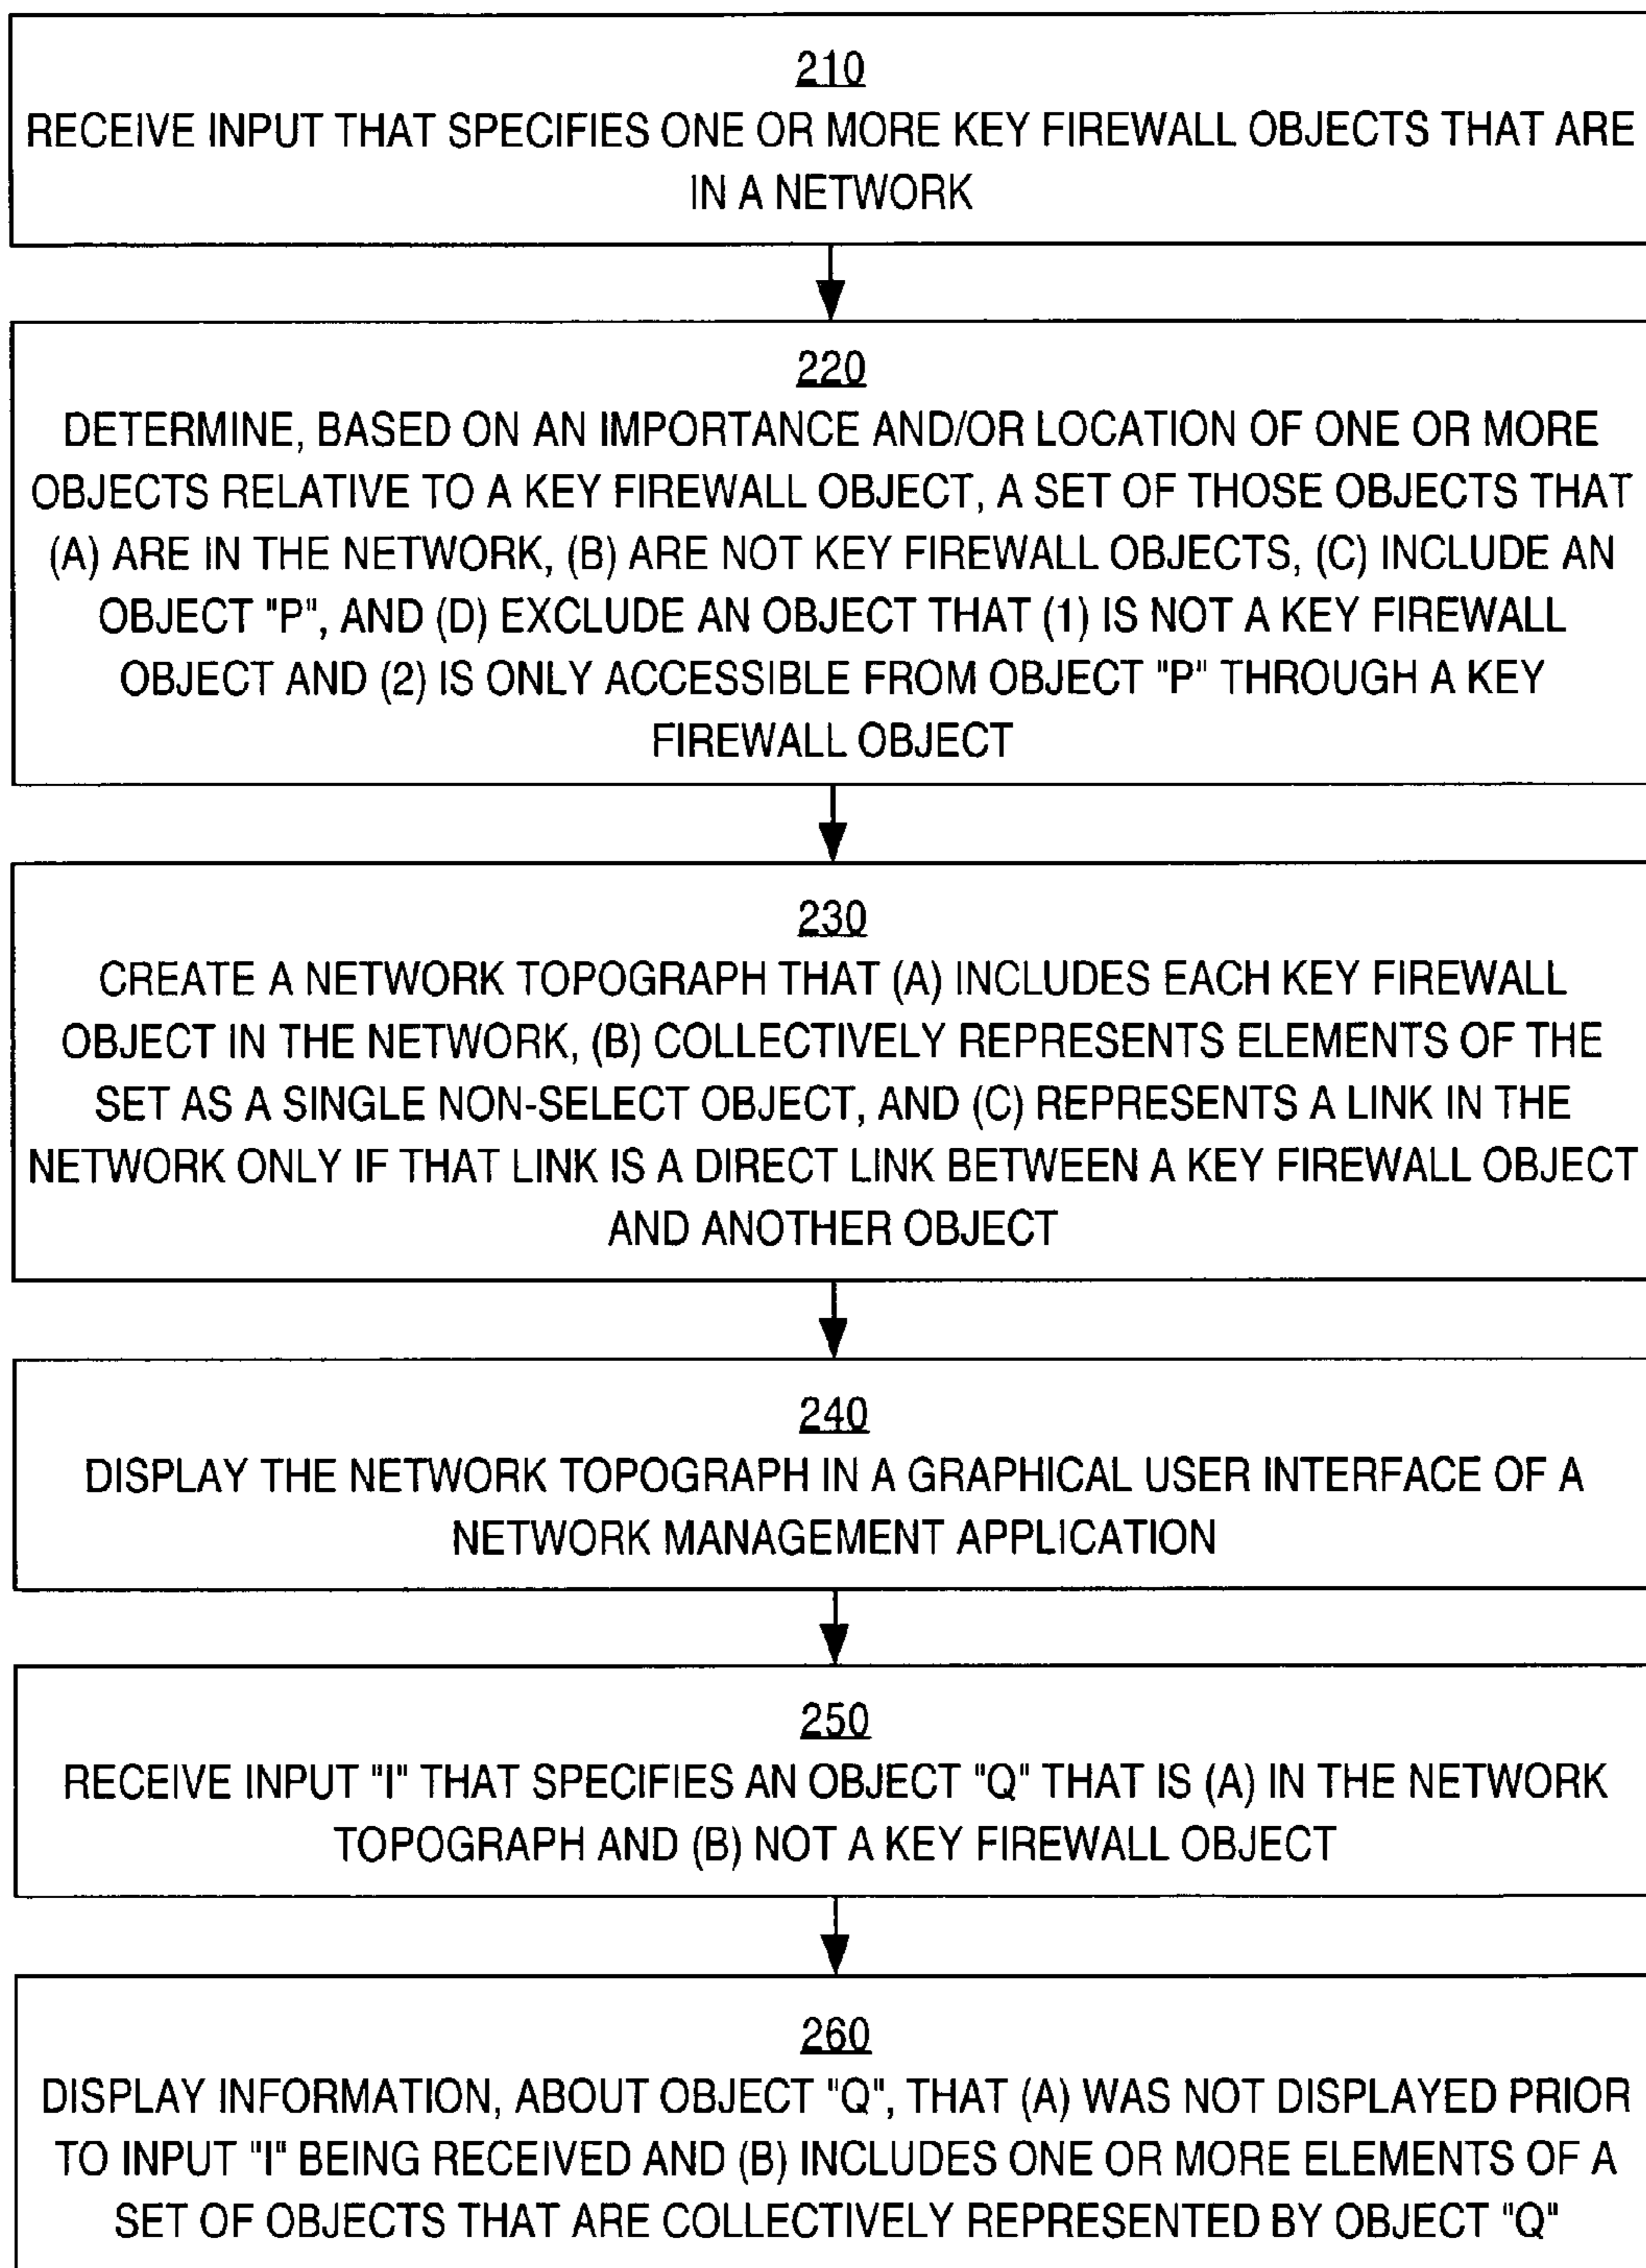 210
RECEIVE INPUT THAT SPECIFIES ONE OR MORE KEY FIREWALL OBJECTS THAT ARE
IN A NETWORK
220
DETERMINE, BASED ON AN IMPORTANCE AND/OR LOCATION OF ONE OR MORE
OBJECTS RELATIVE TO A KEY FIREWALL OBJECT, A SET OF THOSE OBJECTS THAT
(A) ARE IN THE NETWORK, (B) ARE NOT KEY FIREWALL OBJECTS, (C) INCLUDE AN
OBJECT "P", AND (D) EXCLUDE AN OBJECT THAT (1) IS NOT A KEY FIREWALL
OBJECT AND (2) IS ONLY ACCESSIBLE FROM OBJECT "P" THROUGH A KEY
FIREWALL OBJECT
230
CREATE A NETWORK TOPOGRAPH THAT (A) INCLUDES EACH KEY FIREWALL
OBJECT IN THE NETWORK, (B) COLLECTIVELY REPRESENTS ELEMENTS OF THE
SET AS A SINGLE NON-SELECT OBJECT, AND (C) REPRESENTS A LINK IN THE
NETWORK ONLY IF THAT LINK IS A DIRECT LINK BETWEEN A KEY FIREWALL OBJECT
AND ANOTHER OBJECT
240
DISPLAY THE NETWORK TOPOGRAPH IN A GRAPHICAL USER INTERFACE OF A
NETWORK MANAGEMENT APPLICATION
250
RECEIVE INPUT "I" THAT SPECIFIES AN OBJECT "Q" THAT IS (A) IN THE NETWORK
TOPOGRAPH AND (B) NOT A KEY FIREWALL OBJECT
260
DISPLAY INFORMATION, ABOUT OBJECT "Q", THAT (A) WAS NOT DISPLAYED PRIOR
TO INPUT "I" BEING RECEIVED AND (B) INCLUDES ONE OR MORE ELEMENTS OF A
SET OF OBJECTS THAT ARE COLLECTIVELY REPRESENTED BY OBJECT "Q"